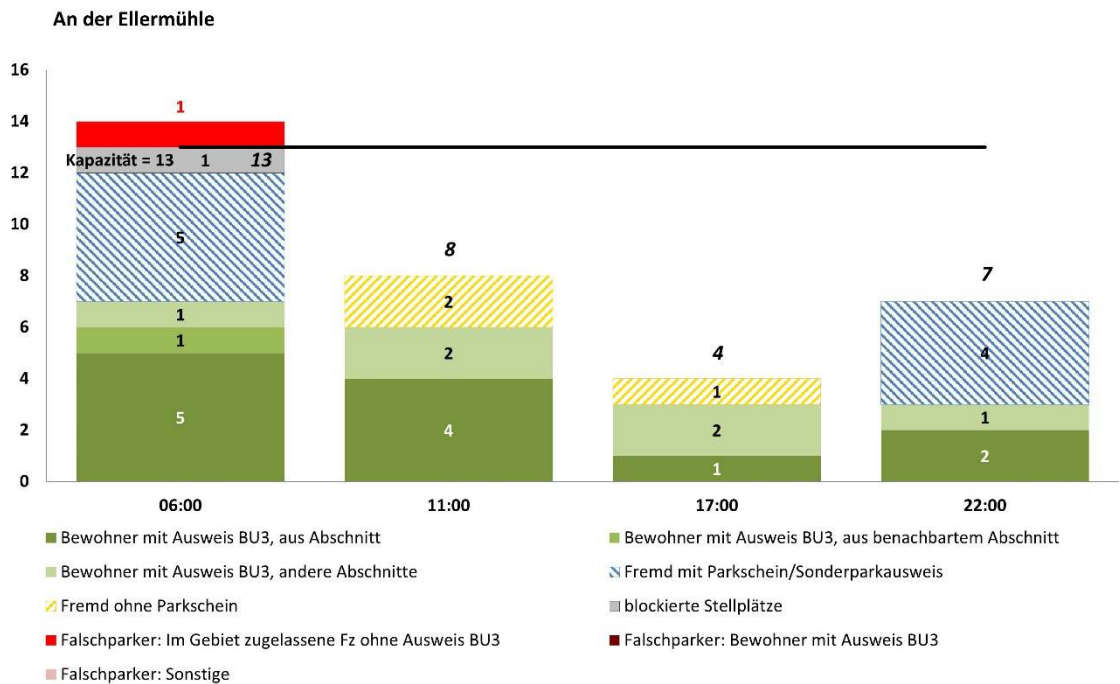 An der Ellermühle
16
1
14
Kapazität = 13 1 13
12
10
5
8
8
7
2
6
1
4
4
1
2
4
1
5
4
2
1
2
2
1
2
0
06:00 11:00 17:00 22:00
Bewohner mit Ausweis BU3, aus Abschnitt
Bewohner mit Ausweis BU3, aus benachbartem Abschnitt
Bewohner mit Ausweis BU3, andere Abschnitte
Fremd mit Parkschein/Sonderparkausweis
Fremd ohne Parkschein
blockierte Stellplätze
Falschparker: Im Gebiet zugelassene Fz ohne Ausweis BU3
Falschparker: Bewohner mit Ausweis BU3
Falschparker: Sonstige